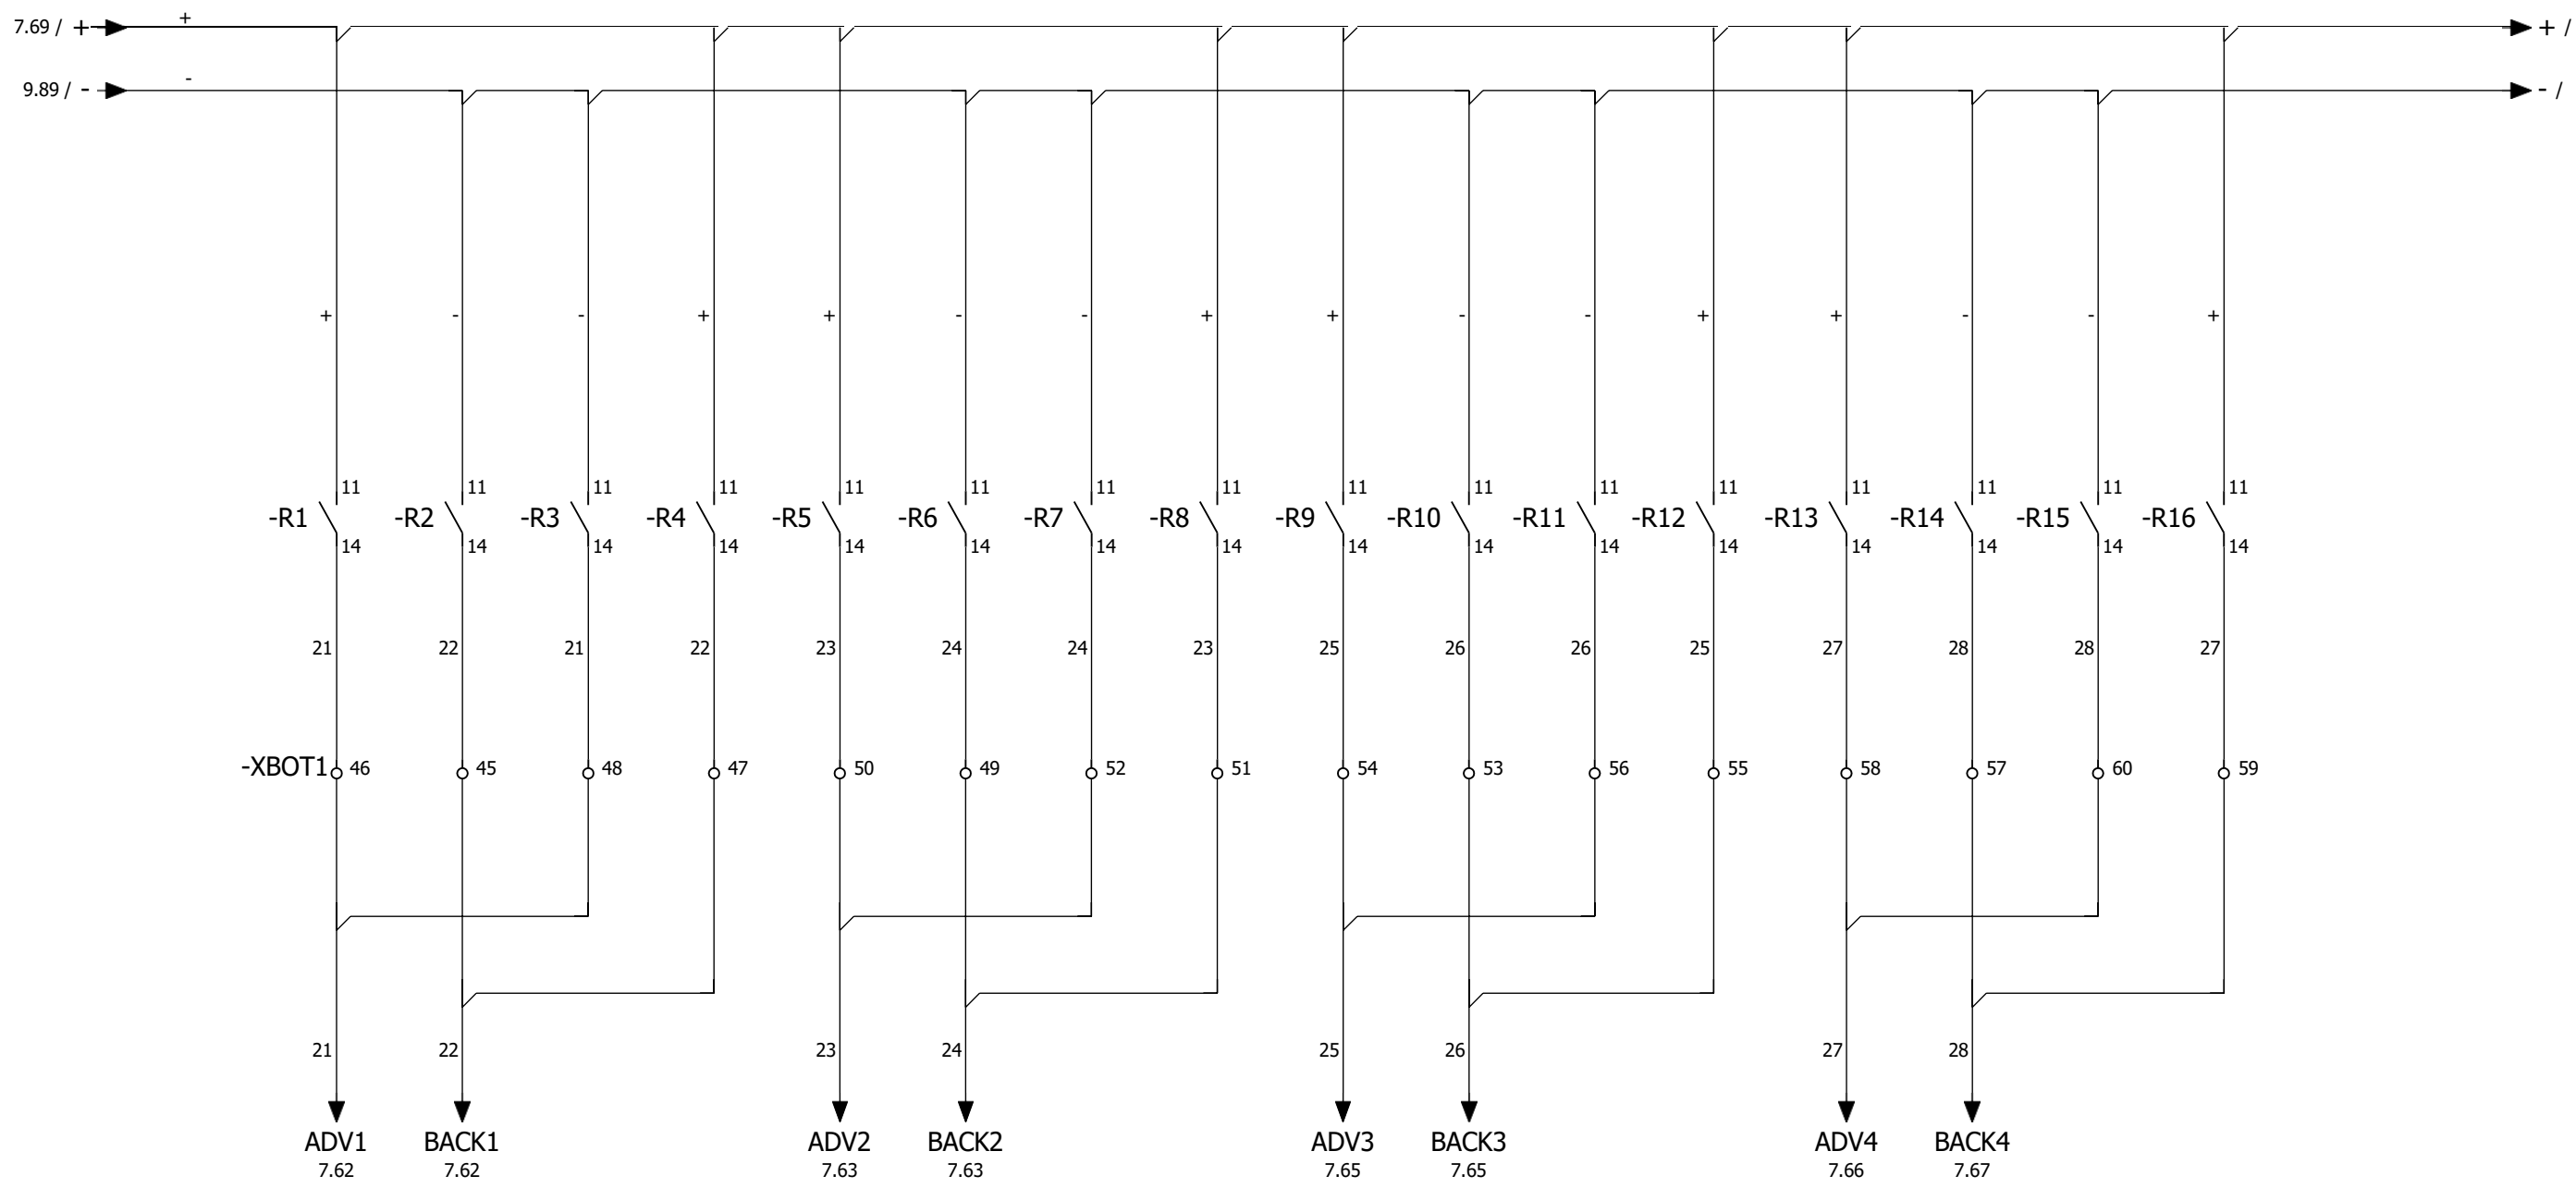 +
7.69 / + + /
-
9.89 / - - /
+ - - + + - - + + - - + + - - +
11 11 11 11 11 11 11 11 11 11 11 11 11 11 11 11
-R1 -R2 -R3 -R4 -R5 -R6 -R7 -R8 -R9 -R10 -R11 -R12 -R13 -R14 -R15 -R16
14 14 14 14 14 14 14 14 14 14 14 14 14 14 14 14
21 22 21 22 23 24 24 23 25 26 26 25 27 28 28 27
-XBOT1 46 45 48 47 50 49 52 51 54 53 56 55 58 57 60 59
21 22 23 24 25 26 27 28
ADV1 BACK1 ADV2 BACK2 ADV3 BACK3 ADV4 BACK4
7.62 7.62 7.63 7.63 7.65 7.65 7.66 7.67